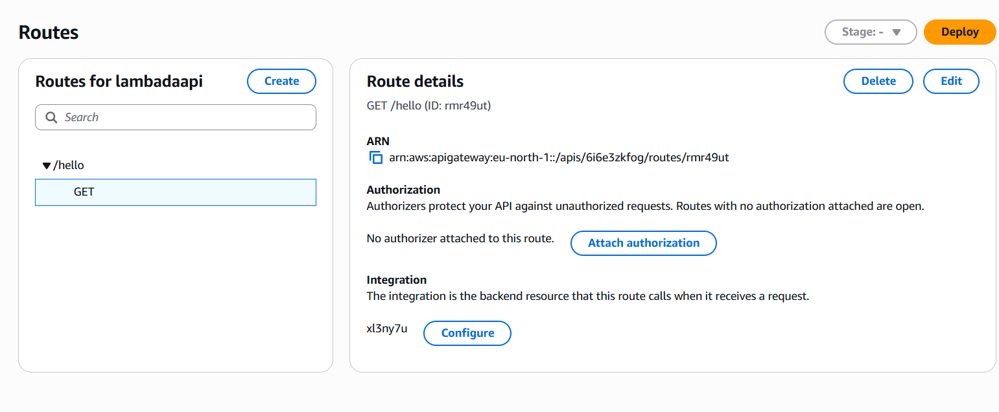 Routes
Stage: -
Deploy
Routes for lambadaapi
Create
Search
/hello
GET
Route details
Delete
Edit
GET /hello (ID: rmr49ut)
ARN
arn:aws:apigateway:eu-north-1::/apis/6i6e3zkfog/routes/rmr49ut
Authorization
Authorizers protect your API against unauthorized requests. Routes with no authorization attached are open.
No authorizer attached to this route.
Attach authorization
Integration
The integration is the backend resource that this route calls when it receives a request.
xl3ny7u
Configure